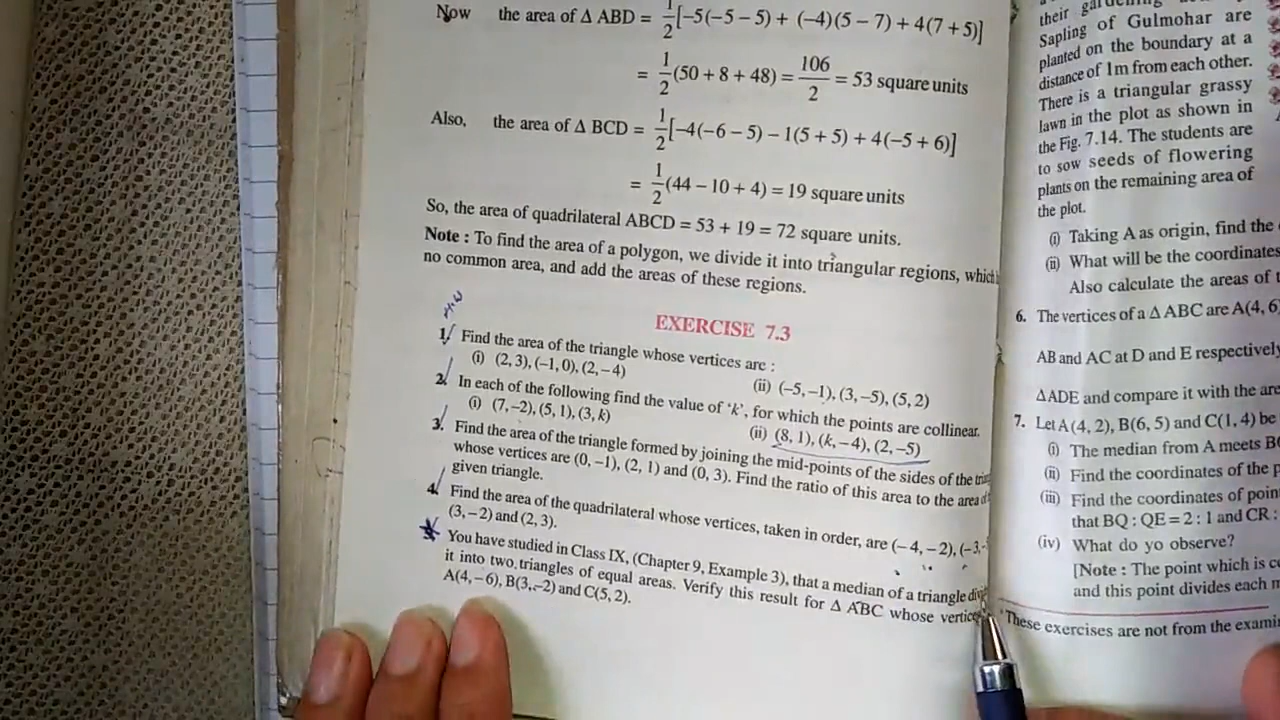 Now the area of Δ ABD = 1/2[–5(–5 – 5) + (–4)(5 – 7) + 4(7 + 5)]
= 1/2(50 + 8 + 48) = 106/2 = 53 square units
Also, the area of Δ BCD = 1/2[–4(–6 – 5) – 1(5 + 5) + 4(–5 + 6)]
= 1/2(44 – 10 + 4) = 19 square units
So, the area of quadrilateral ABCD = 53 + 19 = 72 square units.
Note : To find the area of a polygon, we divide it into triangular regions, which
no common area, and add the areas of these regions.
H.W
EXERCISE 7.3
1. Find the area of the triangle whose vertices are :
(i) (2, 3), (–1, 0), (2, – 4) (ii) (–5, –1), (3, –5), (5, 2)
2. In each of the following find the value of ‘k’, for which the points are collinear.
(i) (7, –2), (5, 1), (3, k) (ii) (8, 1), (k, – 4), (2, –5)
3. Find the area of the triangle formed by joining the mid-points of the sides of the
whose vertices are (0, –1), (2, 1) and (0, 3). Find the ratio of this area to the area
given triangle.
4. Find the area of the quadrilateral whose vertices, taken in order, are (– 4, – 2), (–3,
(3, – 2) and (2, 3).
You have studied in Class IX, (Chapter 9, Example 3), that a median of a triangle
it into two triangles of equal areas. Verify this result for Δ ABC whose
A(4, – 6), B(3, –2) and C(5, 2).
their
Sapling of Gulmohar are
planted on the boundary at a
distance of 1m from each other.
There is a triangular grassy
lawn in the plot as shown in
the Fig. 7.14. The students are
to sow seeds of flowering
plants on the remaining area of
the plot.
(i) Taking A as origin, find the
(ii) What will be the coordinates
Also calculate the areas of
6. The vertices of a Δ ABC are A(4, 6
AB and AC at D and E respectively
ΔADE and compare it with the
7. Let A (4, 2), B(6, 5) and C(1, 4) be
(i) The median from A meets
(ii) Find the coordinates of the
(iii) Find the coordinates of
that BQ : QE = 2 : 1 and CR :
(iv) What do yo observe?
[Note : The point which is
and this point divides each
* These exercises are not from the